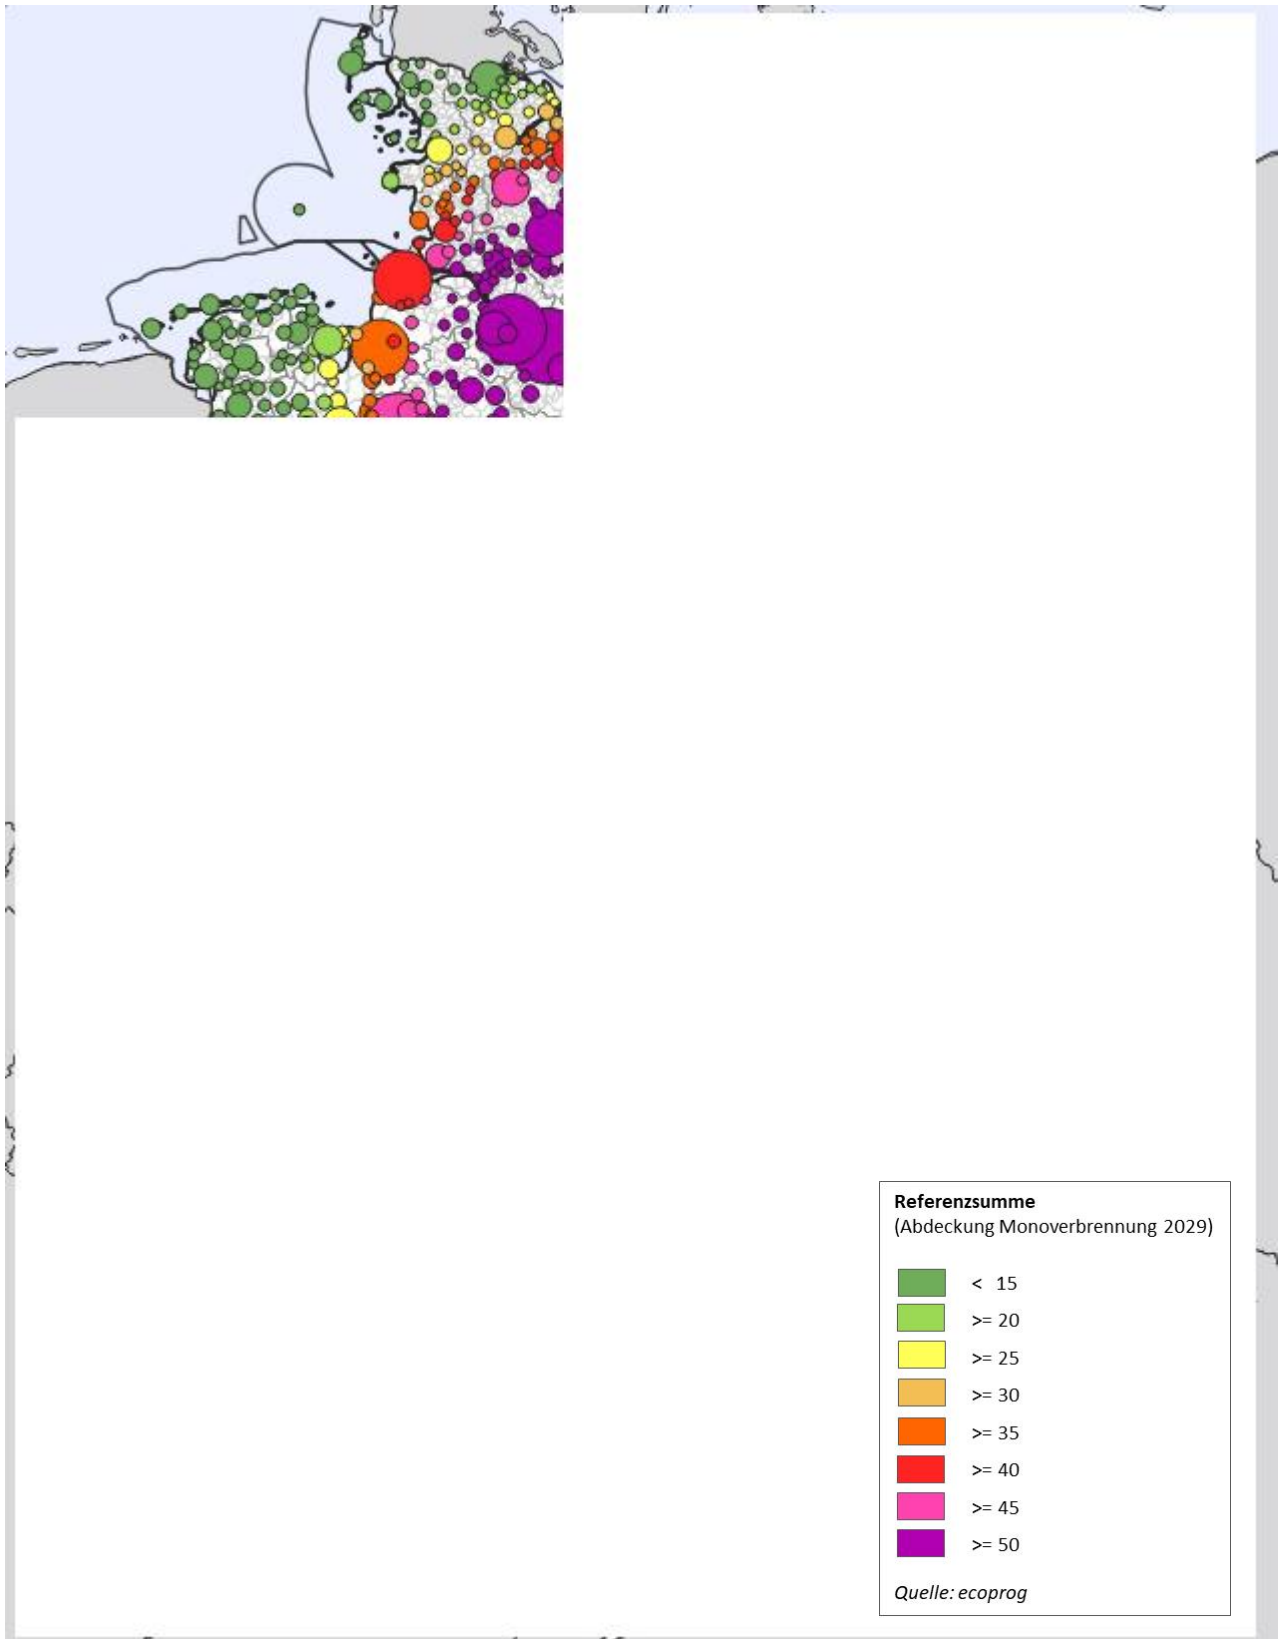 Referenzsumme
(Abdeckung Monoverbrennung 2029)
< 15
>= 20
>= 25
>= 30
>= 35
>= 40
>= 45
>= 50
Quelle: ecoprog